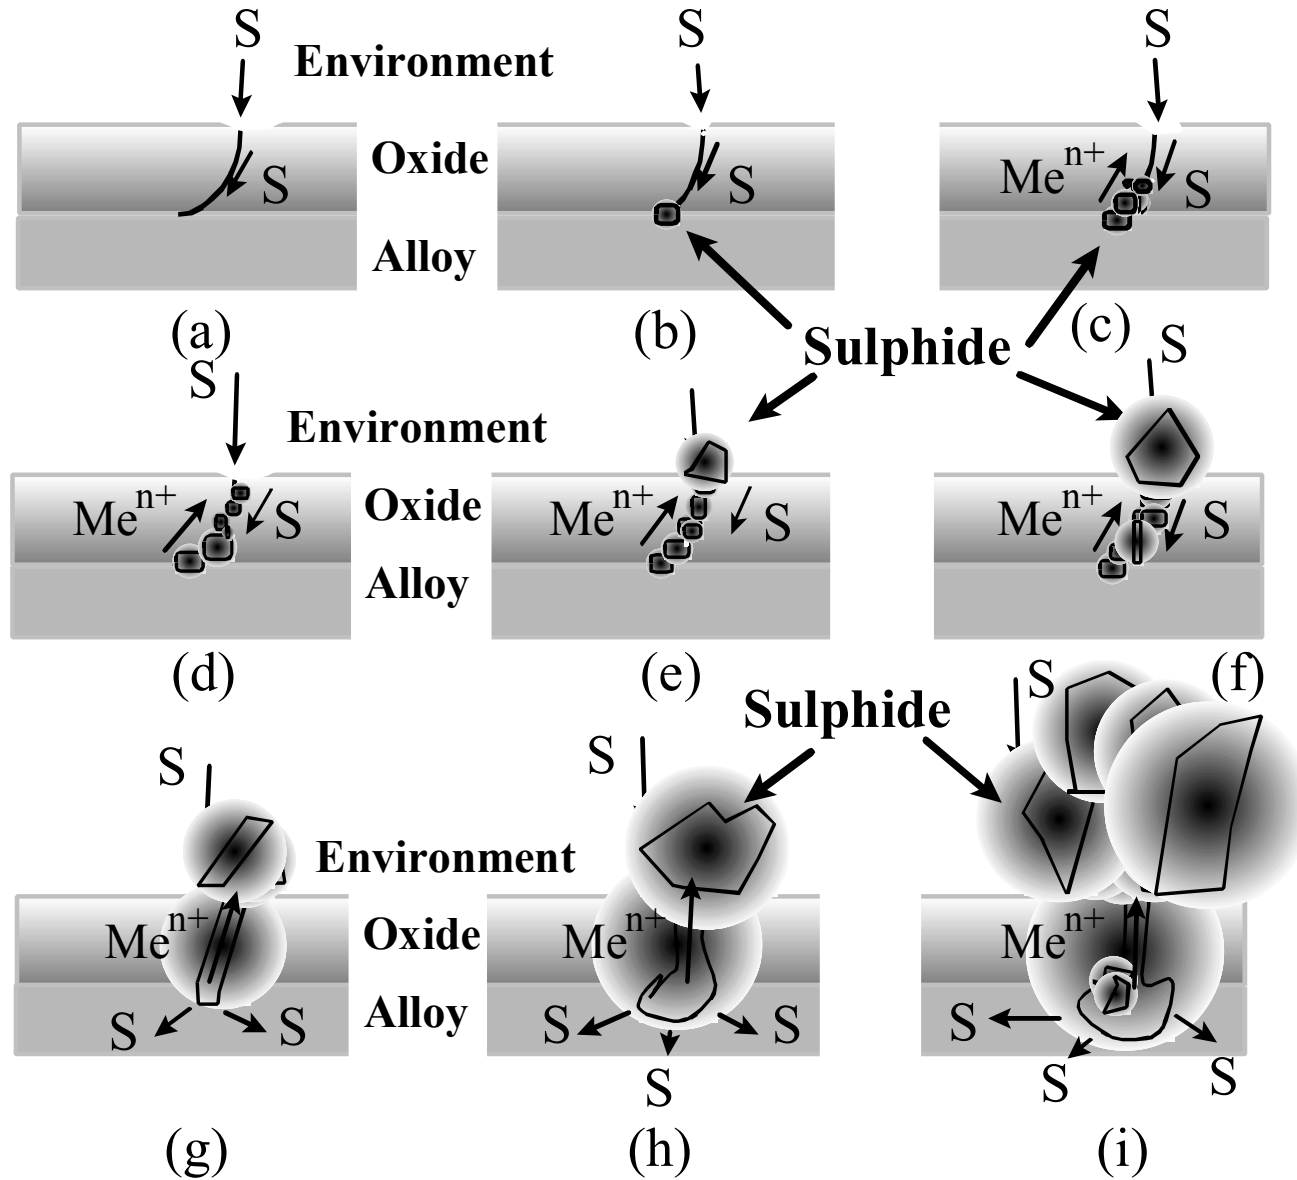 S
S
S
Environment
Oxide
S
S
Me^n+
S
Alloy
(a)
(b)
(c)
Sulphide
S
S
Environment
Me^n+
S
Oxide
Me^n+
S
Me^n+
S
Alloy
(d)
(e)
(f)
S
Sulphide
S
S
Environment
Me^n+
Oxide
Me^n+
Me^n+
Alloy
S
S
S
S
S
S
S
S
(g)
(h)
(i)